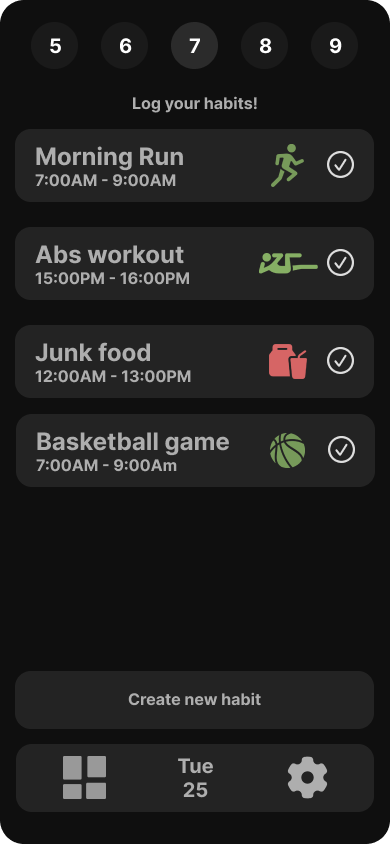 5 6 7 8 9
Log your habits!
Morning Run
7:00AM - 9:00AM
Abs workout
15:00PM - 16:00PM
Junk food
12:00AM - 13:00PM
Basketball game
7:00AM - 9:00Am
Create new habit
Tue
25